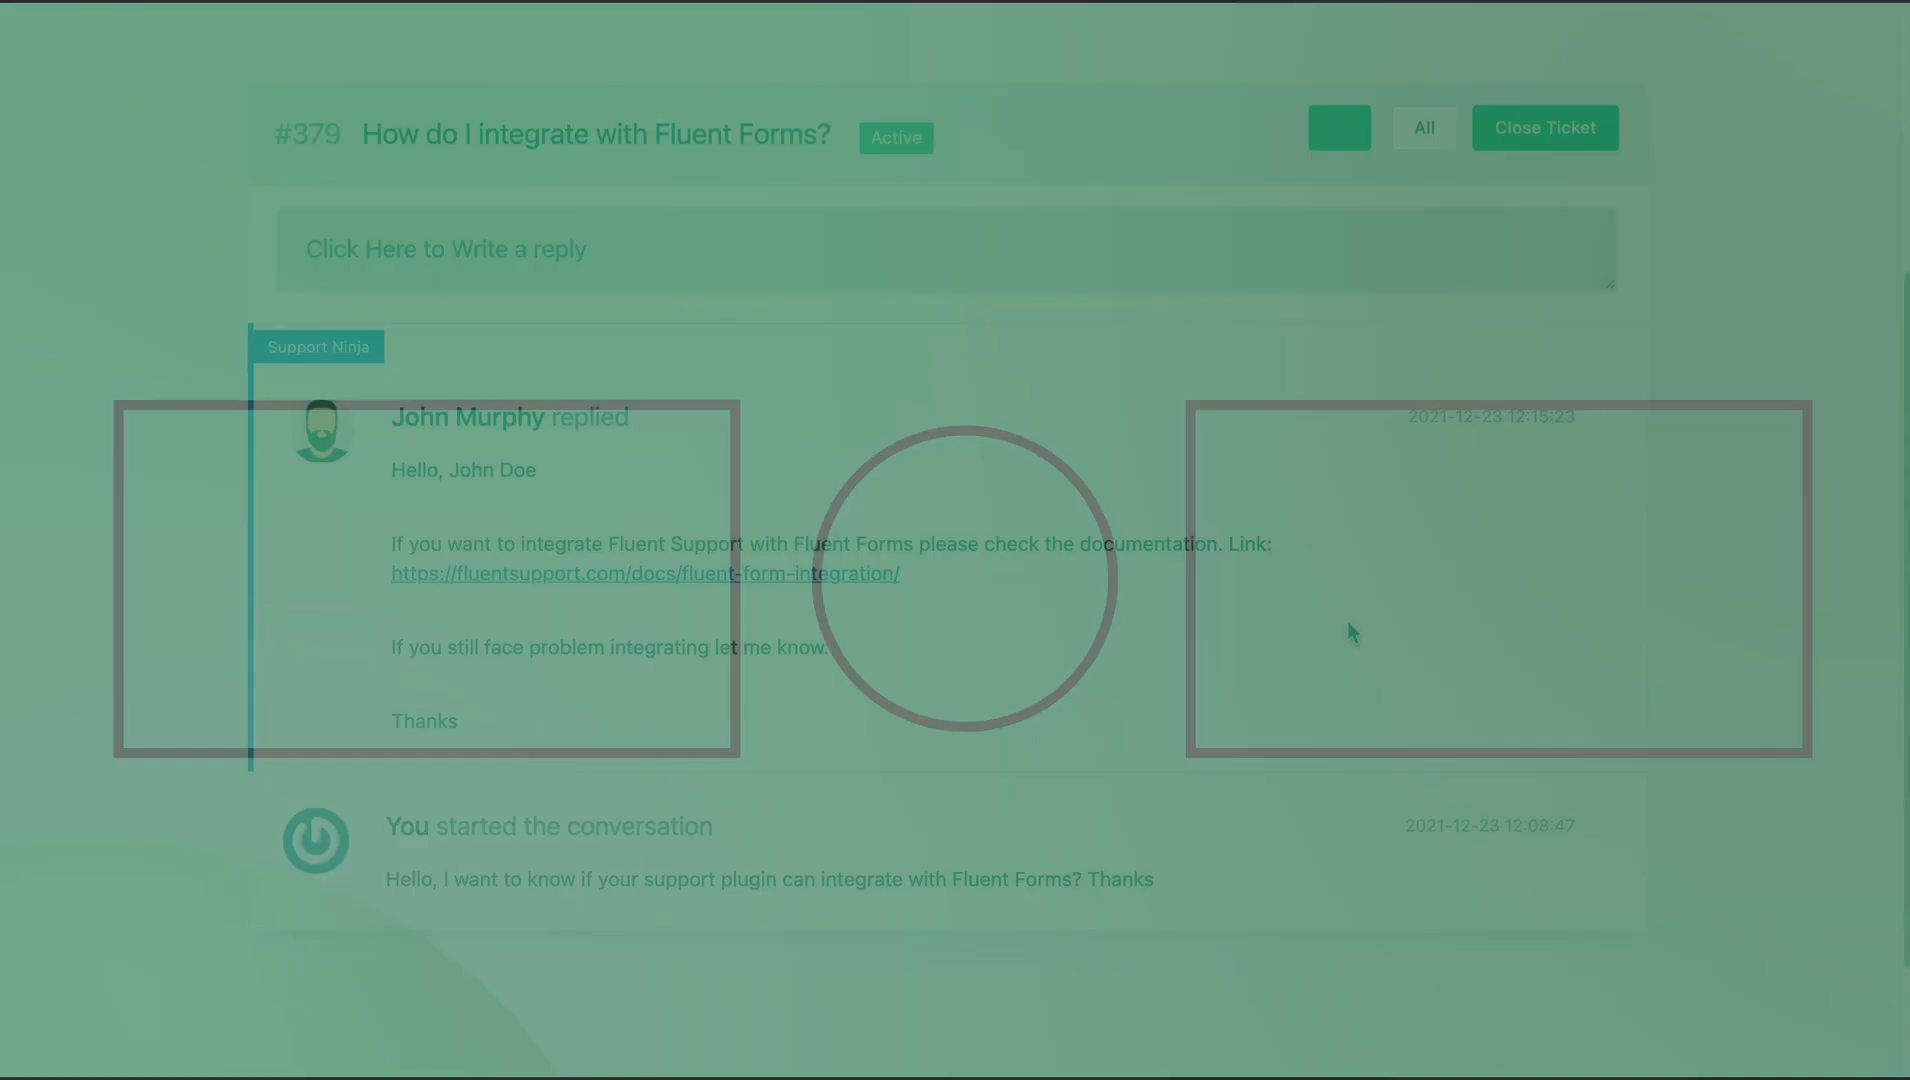 #379 How do I integrate with Fluent Forms? Active All Close Ticket
Click Here to Write a reply
Support Ninja
John Murphy replied 2021-12-23 12:15:23
Hello, John Doe
If you want to integrate Fluent Support with Fluent Forms please check the documentation. Link:
https://fluentsupport.com/docs/fluent-form-integration/
If you still face problem integrating let me know.
Thanks
You started the conversation 2021-12-23 12:08:47
Hello, I want to know if your support plugin can integrate with Fluent Forms? Thanks